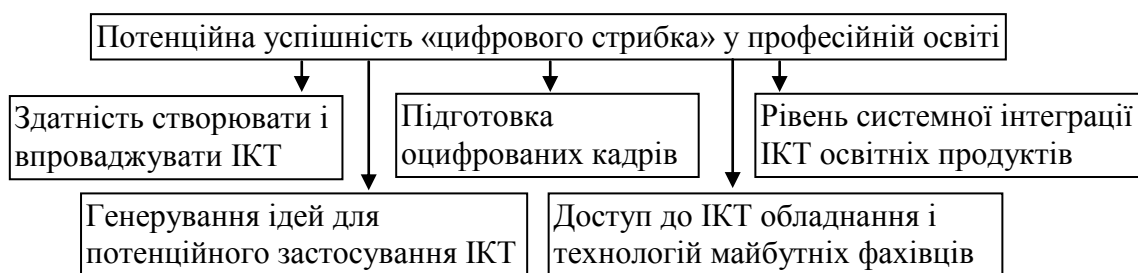 Потенційна успішність «цифрового стрибка» у професійній освіті
Здатність створювати і
впроваджувати ІКТ
Підготовка
оцифрованих кадрів
Рівень системної інтеграції
ІКТ освітніх продуктів
Генерування ідей для
потенційного застосування ІКТ
Доступ до ІКТ обладнання і
технологій майбутніх фахівців